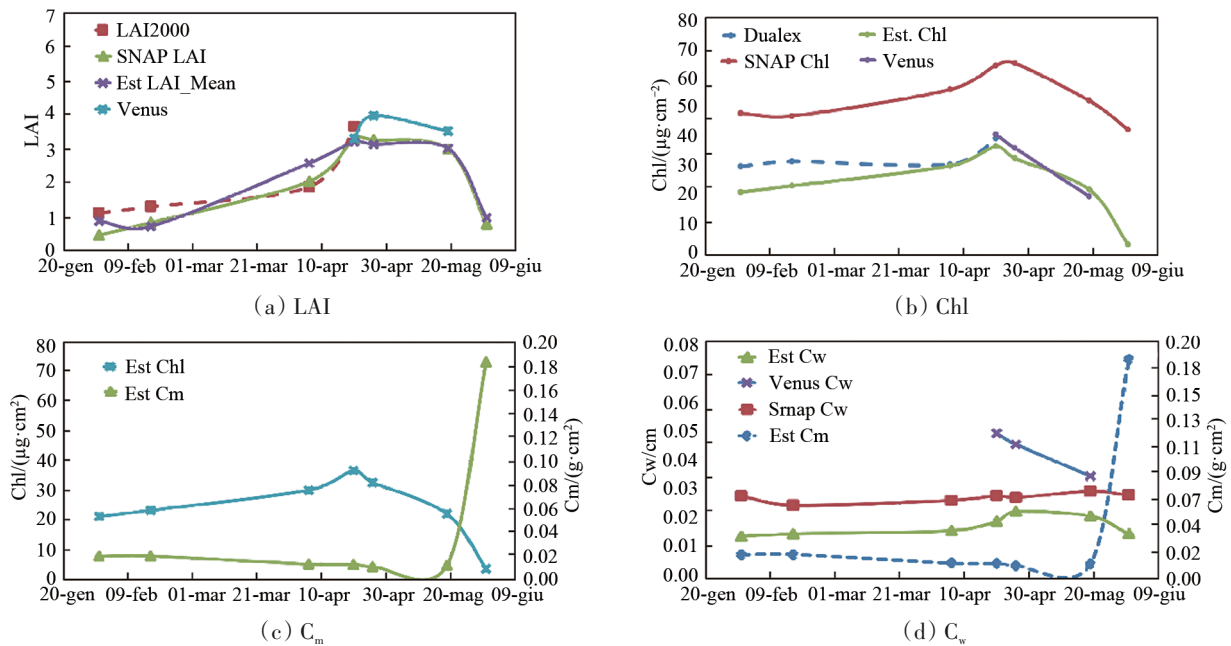 7
6
5
4
3
2
1
0
LAI
LAI2000
SNAP LAI
Est LAI_Mean
Venus
20-gen 09-feb 01-mar 21-mar 10-apr 30-apr 20-mag 09-giu
(a) LAI
80
70
60
50
40
30
20
10
0
Chl/(μg·cm⁻²)
Dualex Est. Chl
SNAP Chl Venus
20-gen 09-feb 01-mar 21-mar 10-apr 30-apr 20-mag 09-giu
(b) Chl
80
70
60
50
40
30
20
10
0
Chl/(μg·cm²)
Est Chl
Est Cm
0.20
0.18
0.16
0.14
0.12
0.10
0.08
0.06
0.04
0.02
0.00
Cm/(g·cm²)
20-gen 09-feb 01-mar 21-mar 10-apr 30-apr 20-mag 09-giu
(c) Cₘ
0.08
0.07
0.06
0.05
0.04
0.03
0.02
0.01
0.00
Cw/cm
Est Cw
Venus Cw
Srnap Cw
Est Cm
0.20
0.18
0.15
0.13
0.11
0.09
0.07
0.04
0.02
0.00
Cm/(g·cm²)
20-gen 09-feb 01-mar 21-mar 10-apr 30-apr 20-mag 09-giu
(d) C_w